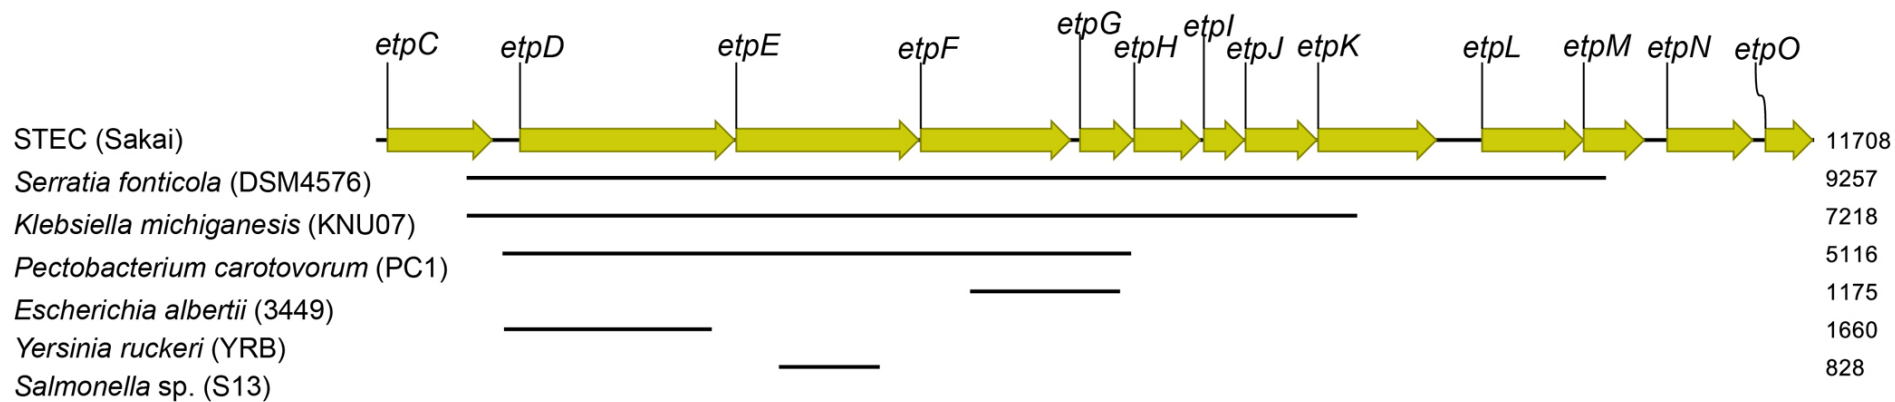 etpC etpD etpE etpF etpG etpH etpI etpJ etpK etpL etpM etpN etpO
STEC (Sakai) 11708
Serratia fonticola (DSM4576) 9257
Klebsiella michiganesis (KNU07) 7218
Pectobacterium carotovorum (PC1) 5116
Escherichia albertii (3449) 1175
Yersinia ruckeri (YRB) 1660
Salmonella sp. (S13) 828